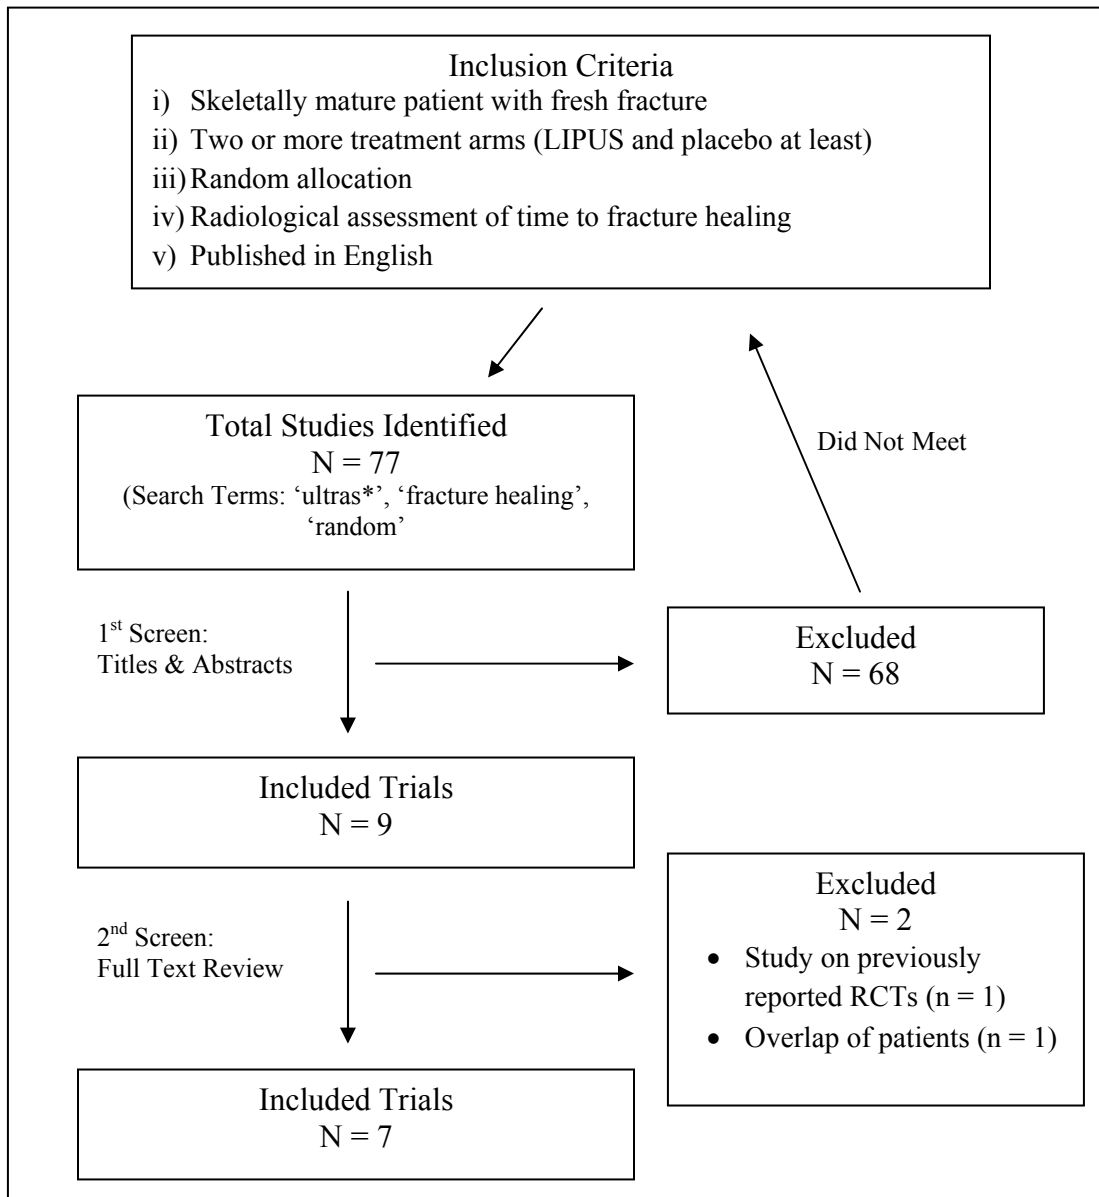 Inclusion Criteria
i) Skeletally mature patient with fresh fracture
ii) Two or more treatment arms (LIPUS and placebo at least)
iii) Random allocation
iv) Radiological assessment of time to fracture healing
v) Published in English
Total Studies Identified
N = 77
(Search Terms: ‘ultras*’, ‘fracture healing’,
‘random’
Did Not Meet
1st Screen:
Titles & Abstracts
Excluded
N = 68
Included Trials
N = 9
2nd Screen:
Full Text Review
Excluded
N = 2
• Study on previously
reported RCTs (n = 1)
• Overlap of patients (n = 1)
Included Trials
N = 7